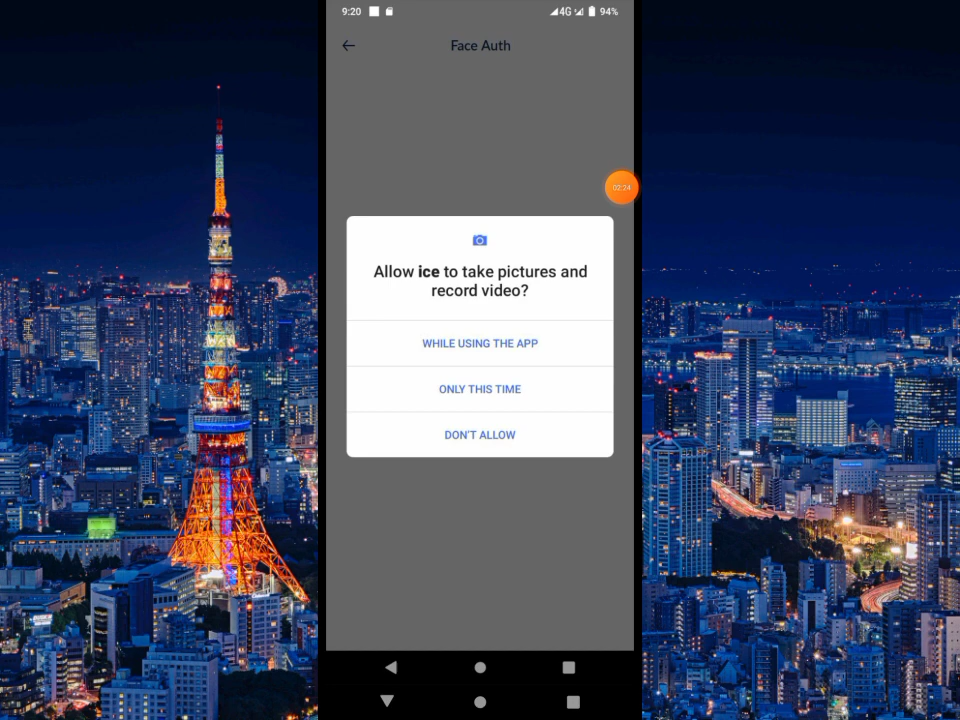 9:20
4G
94%
Face Auth
02:24
Allow ice to take pictures and
record video?
WHILE USING THE APP
ONLY THIS TIME
DON'T ALLOW